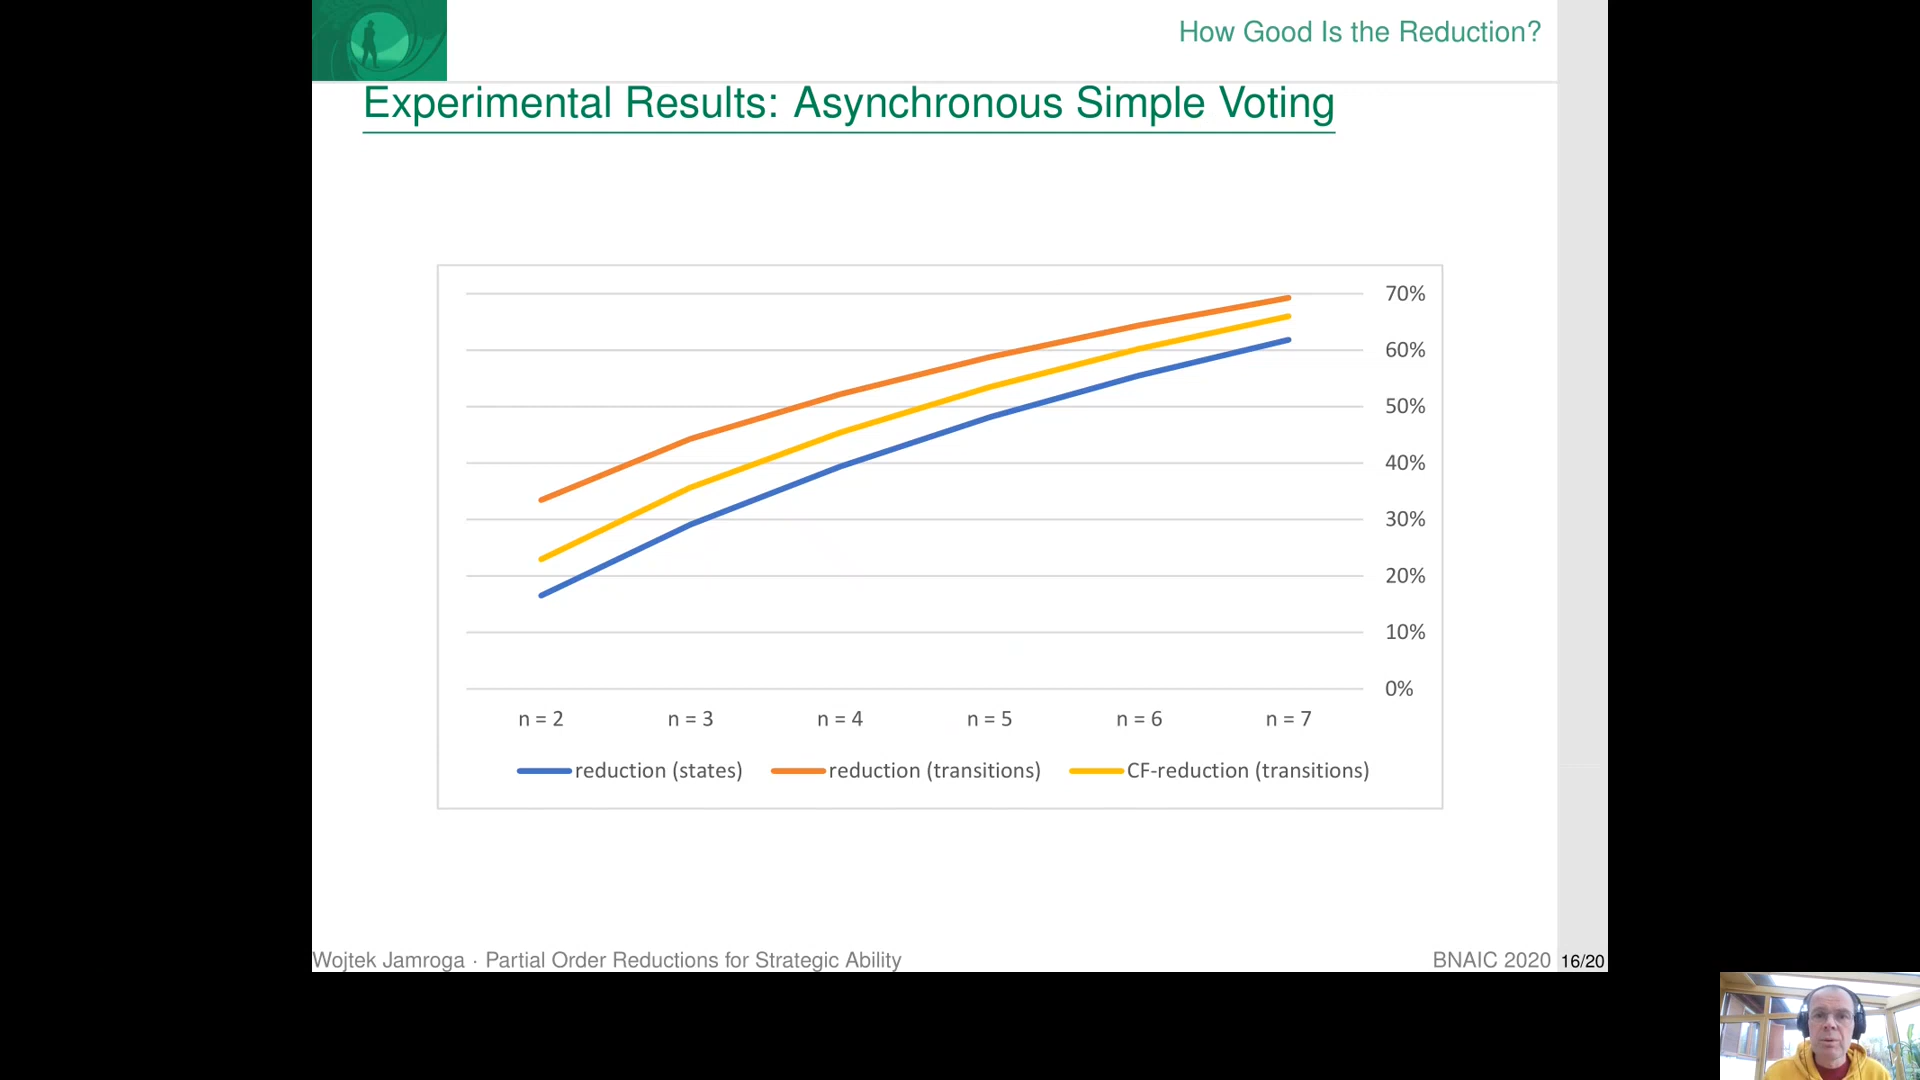 How Good Is the Reduction?
Experimental Results: Asynchronous Simple Voting
70%
60%
50%
40%
30%
20%
10%
0%
n = 2 n = 3 n = 4 n = 5 n = 6 n = 7
reduction (states) reduction (transitions) CF-reduction (transitions)
Wojtek Jamroga · Partial Order Reductions for Strategic Ability BNAIC 2020 16/20